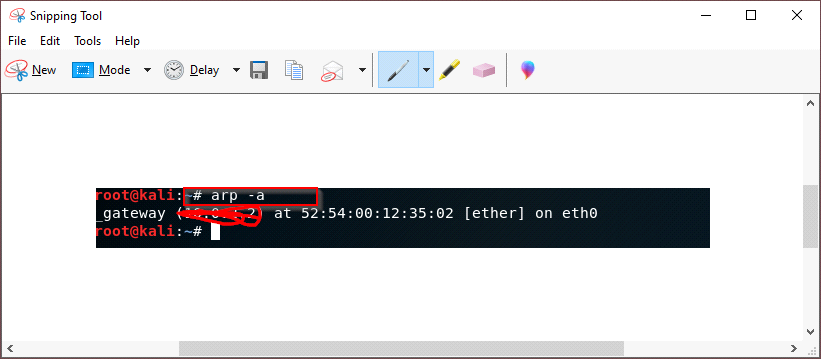 Snipping Tool
File Edit Tools Help
New Mode Delay
root@kali:~# arp -a
_gateway ( ) at 52:54:00:12:35:02 [ether] on eth0
root@kali:~#